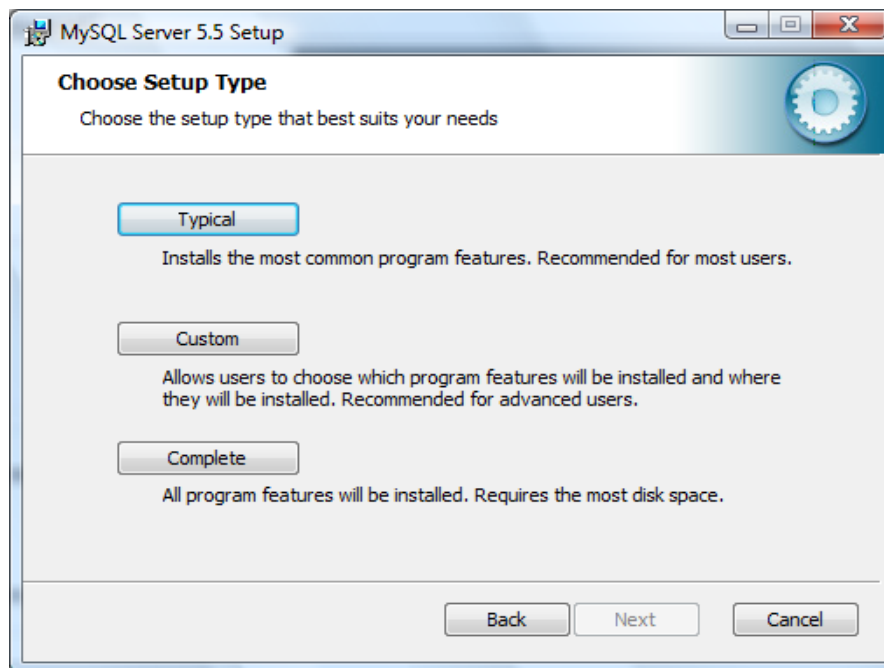 MySQL Server 5.5 Setup
Choose Setup Type
Choose the setup type that best suits your needs
Typical
Installs the most common program features. Recommended for most users.
Custom
Allows users to choose which program features will be installed and where
they will be installed. Recommended for advanced users.
Complete
All program features will be installed. Requires the most disk space.
Back
Next
Cancel